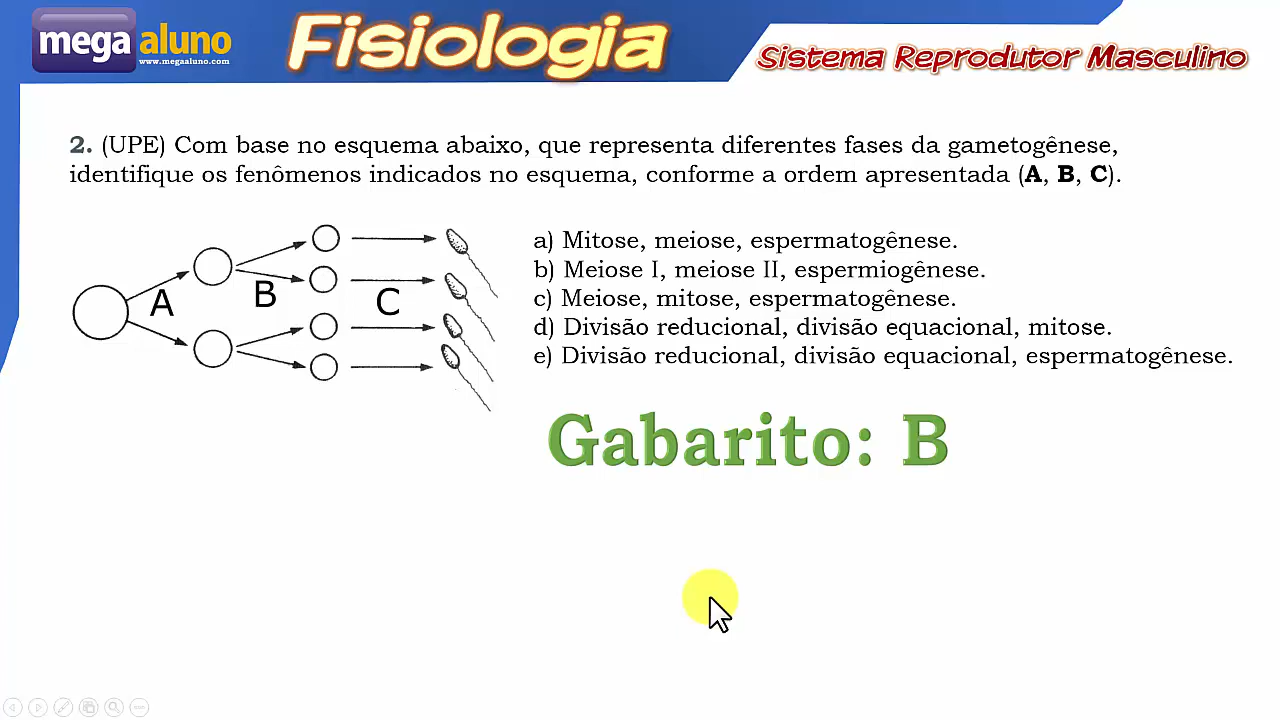 mega aluno
www.megaaluno.com
Fisiologia
Sistema Reprodutor Masculino
2. (UPE) Com base no esquema abaixo, que representa diferentes fases da gametogênese,
identifique os fenômenos indicados no esquema, conforme a ordem apresentada (A, B, C).
A
B
C
a) Mitose, meiose, espermatogênese.
b) Meiose I, meiose II, espermiogênese.
c) Meiose, mitose, espermatogênese.
d) Divisão reducional, divisão equacional, mitose.
e) Divisão reducional, divisão equacional, espermatogênese.
Gabarito: B